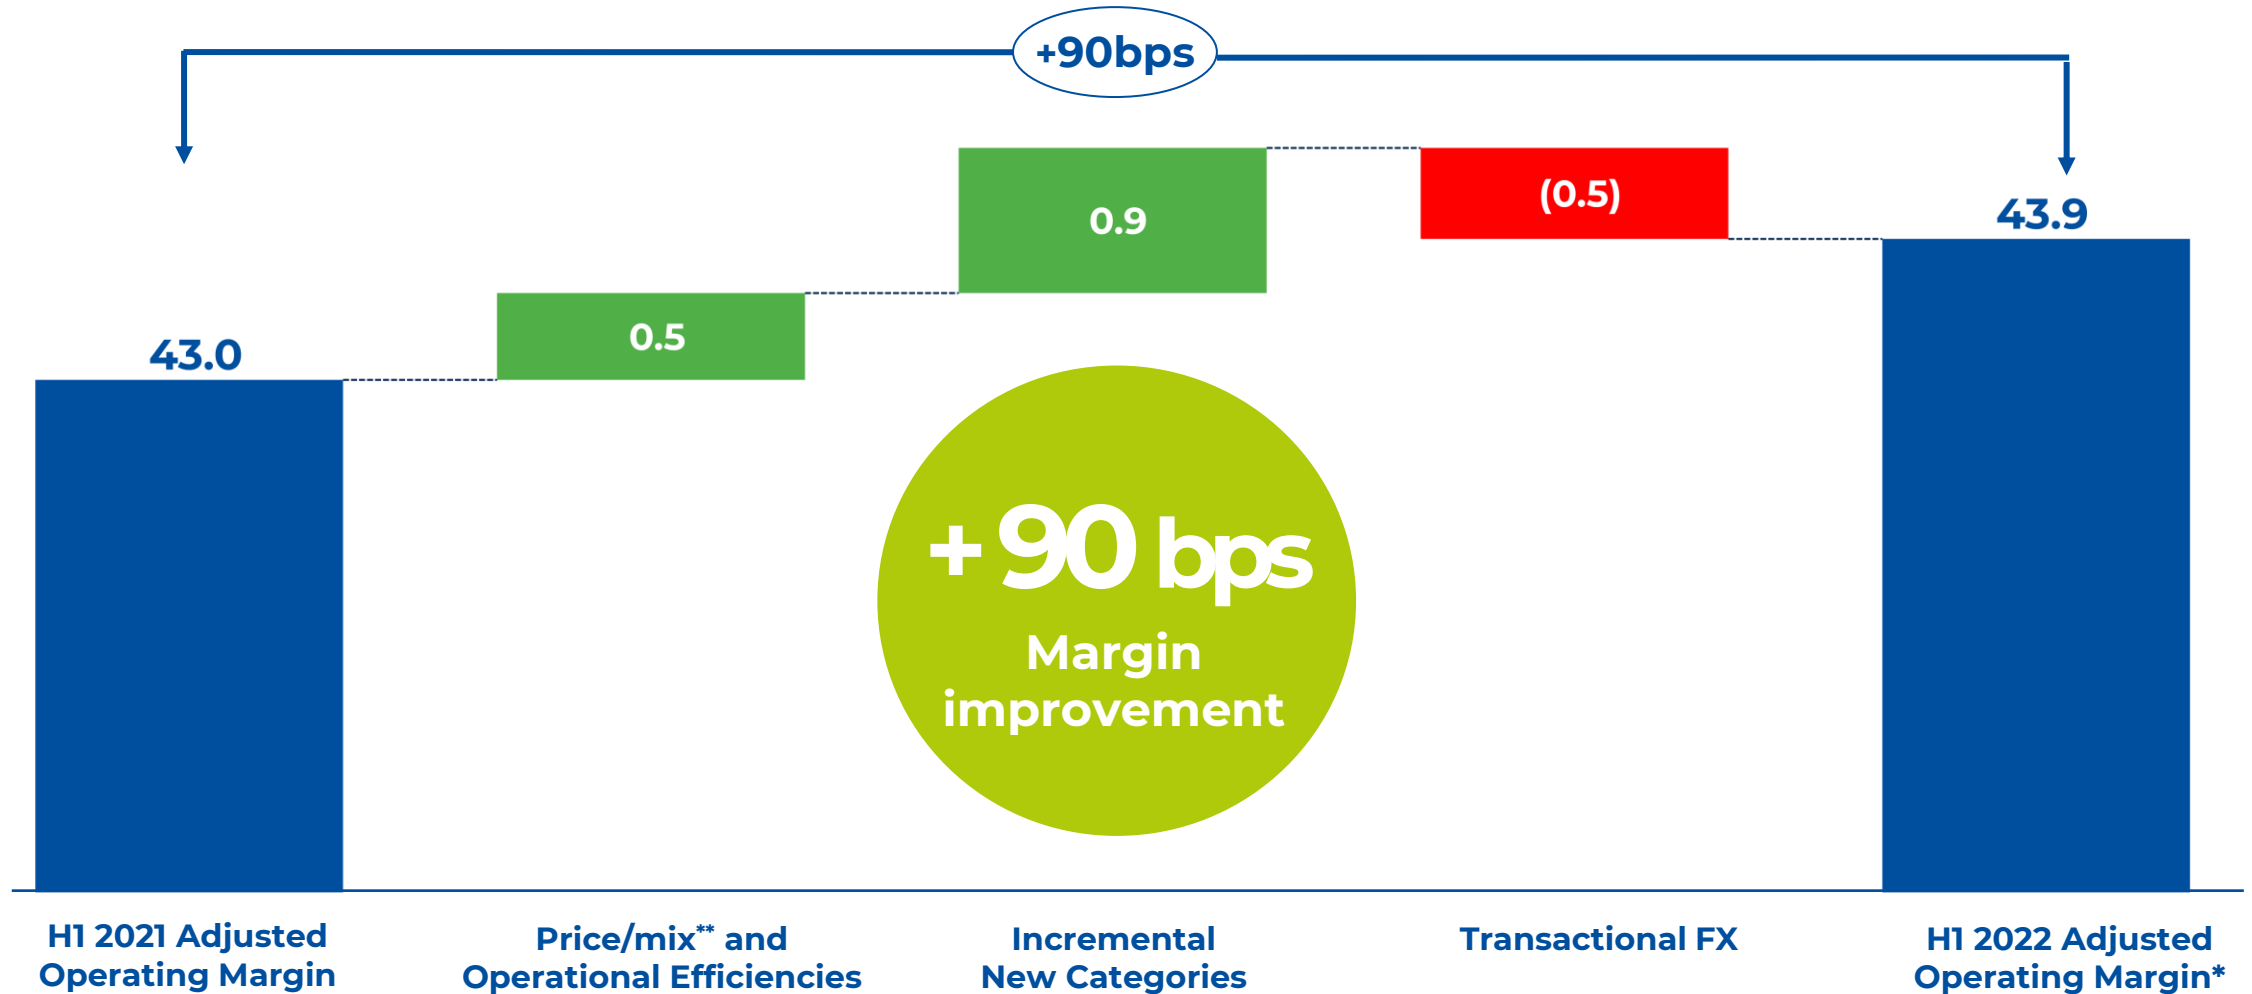 +90bps
43.0
0.5
0.9
(0.5)
43.9
+90 bps
Margin
improvement
H1 2021 Adjusted
Operating Margin
Price/mix** and
Operational Efficiencies
Incremental
New Categories
Transactional FX
H1 2022 Adjusted
Operating Margin*